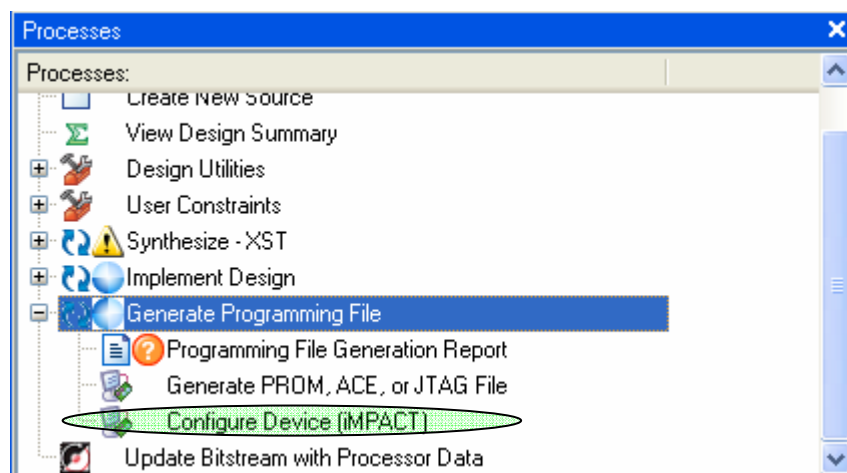 Processes
Processes:
Create New Source
View Design Summary
Design Utilities
User Constraints
Synthesize - XST
Implement Design
Generate Programming File
Programming File Generation Report
Generate PROM, ACE, or JTAG File
Configure Device (iMPACT)
Update Bitstream with Processor Data